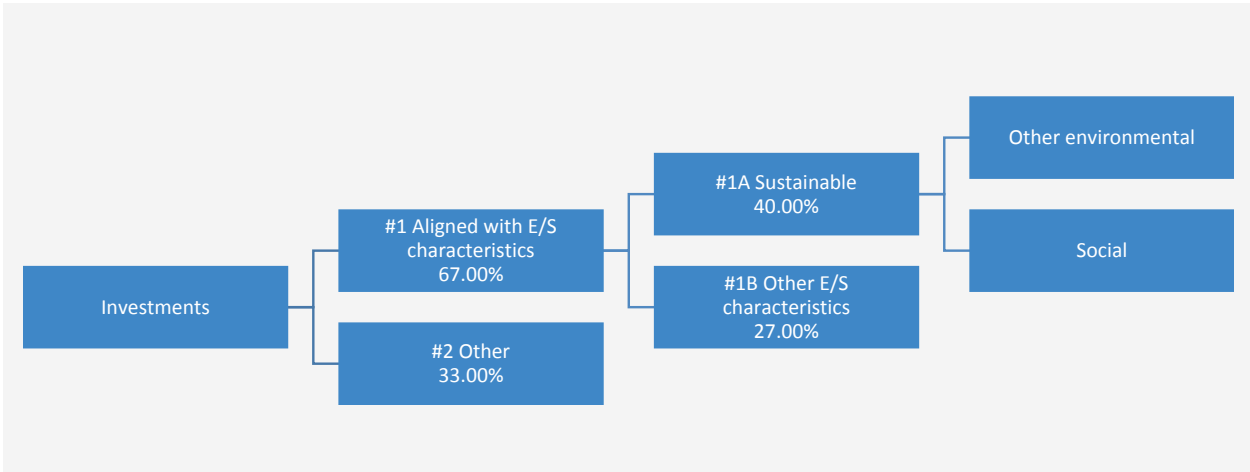 Investments
#1 Aligned with E/S
characteristics
67.00%
#2 Other
33.00%
#1A Sustainable
40.00%
#1B Other E/S
characteristics
27.00%
Other environmental
Social